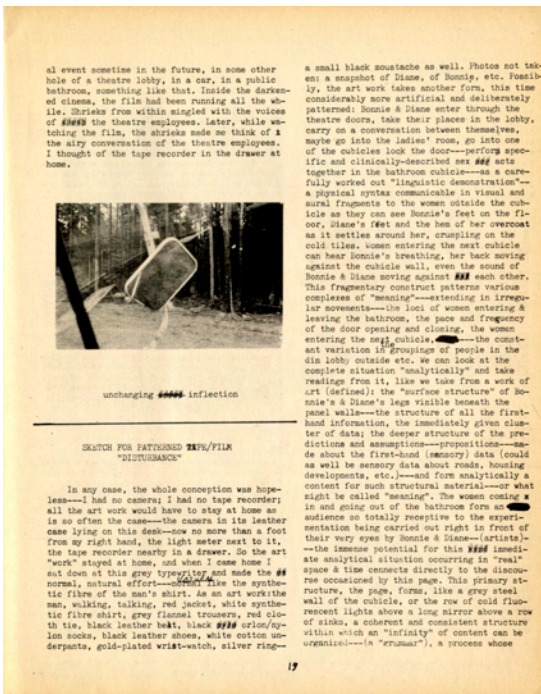 al event sometime in the future, in some other
hole of a theatre lobby, in a car, in a public
bathroom, something like that. Inside the darken-
ed cinema, the film had been running all the wh-
ile. Shrieks from within mingled with the voices
of the theatre employees. Later, while wa-
tching the film, the shrieks made me think of
the airy conversation of the theatre employees.
I thought of the tape recorder in the drawer at
home.
unchanging inflection
SKETCH FOR PATTERNED TAPE/FILM
"DISTURBANCE"
In any case, the whole conception was hope-
less---I had no camera; I had no tape recorder;
all the art work would have to stay at home as
is so often the case---the camera in its leather
case lying on this desk--now no more than a foot
from my right hand, the light meter next to it,
the tape recorder nearby in a drawer. So the art
"work" stayed at home, and when I came home I
sat down at this grey typewriter and made the
normal, natural effort---normal like the synthe-
tic fibre of the man's shirt. As an art work:the
man, walking, talking, red jacket, white synthe-
tic fibre shirt, grey flannel trousers, red clo-
th tie, black leather belt, black orlon/ny-
lon socks, black leather shoes, white cotton un-
derpants, gold-plated wrist-watch, silver ring--
a small black moustache as well. Photos not tak-
en: a snapshot of Diane, of Bonnie, etc. Possib-
ly, the art work takes another form, this time
considerably more artificial and deliberately
patterned: Bonnie & Diane enter through the
theatre doors, take their places in the lobby,
carry on a conversation between themselves,
maybe go into the ladies' room, go into one
of the cubicles lock the door---perform spec-
ific and clinically-described sex acts
together in the bathroom cubicle---as a care-
fully worked out "linguistic demonstration"--
a physical syntax communicable in visual and
aural fragments to the women outside the cub-
icle as they can see Bonnie's feet on the fl-
oor, Diane's feet and the hem of her overcoat
as it settles around her, crumpling on the
cold tiles. Women entering the next cubicle
can hear Bonnie's breathing, her back moving
against the cubicle wall, even the sound of
Bonnie and Diane moving against each other.
This fragmentary construct patterns various
complexes of "meaning"---extending in irregu-
lar movements---the loci of women entering &
leaving the bathroom, the pace and frequency
of the door opening and closing, the women
entering the next cubicle, ---the const-
ant variation in the groupings of people in the
dim lobby outside etc. We can look at the
complete situation "analytically" and take
readings from it, like we take from a work of
art (defined): the "surface structure" of Bo-
nnie's & Diane's legs visible beneath the
panel walls---the structure of all the first-
hand information, the immediately given clus-
ter of data; the deeper structure of the pre-
dictions and assumptions---propositions---ma-
de about the first-hand (sensory) data (could
as well be sensory data about roads, housing
developments, etc.)---and form analytically a
content for such structural material---or what
might be called "meaning". The women coming
in and going out of the bathroom form an
audience so totally receptive to the experi-
mentation being carried out right in front of
their very eyes by Bonnie & Diane--(artists)-
--the immense potential for this immedi-
ate analytical situation occurring in "real"
space & time connects directly to the discou-
rse occasioned by this page. This primary st-
ructure, the page, forms, like a grey steel
wall of the cubicle, or the row of cold fluo-
rescent lights above a long mirror above a row
of sinks, a coherent and consistent structure
within which an "infinity" of content can be
organized---(a "grammar"), a process whose
19